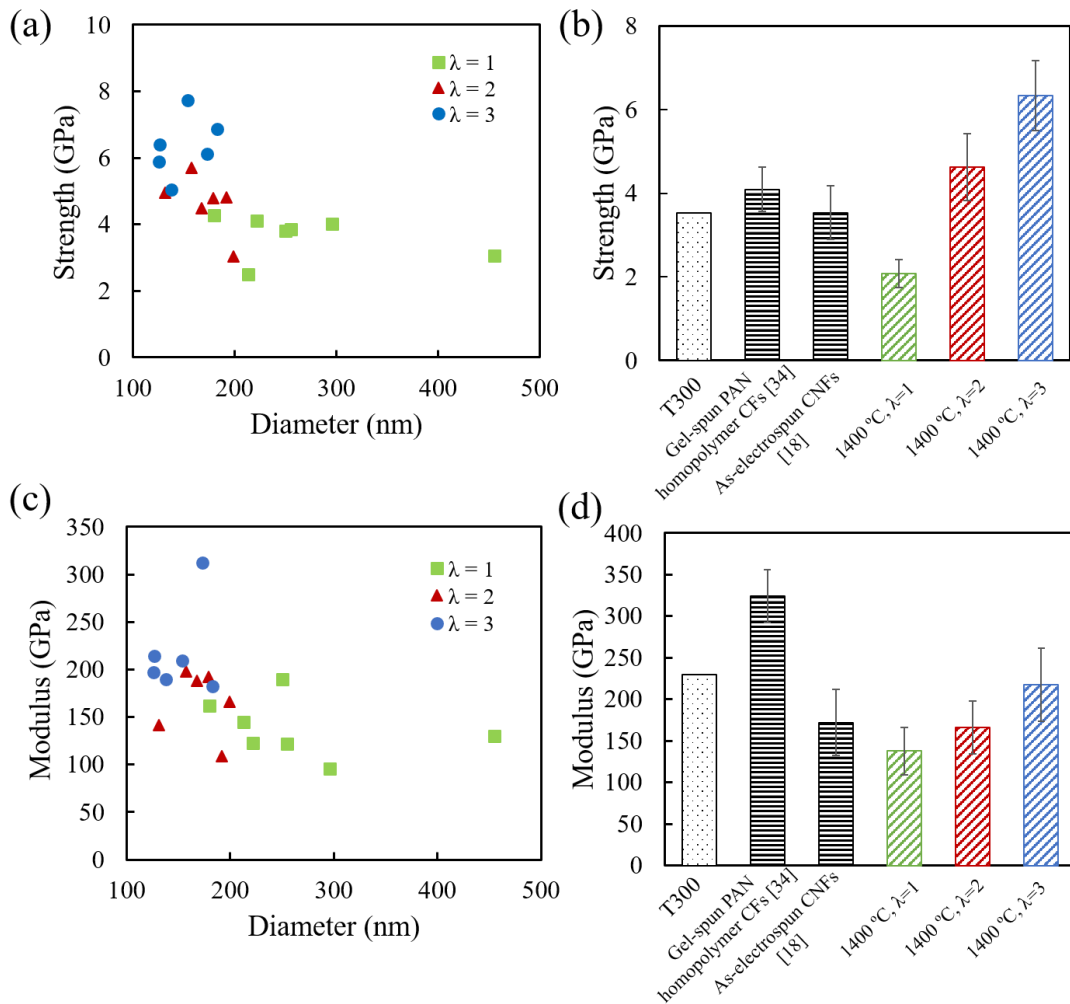 (a)
10
8
6
4
2
0
Strength (GPa)
λ = 1
λ = 2
λ = 3
100
200
300
400
500
Diameter (nm)
(b)
8
6
4
2
0
Strength (GPa)
T300
Gel-spun PAN
homopolymer CFs [34]
As-electrospun CNFs
[18]
1400 ºC, λ=1
1400 ºC, λ=2
1400 ºC, λ=3
(c)
350
300
250
200
150
100
50
0
Modulus (GPa)
λ = 1
λ = 2
λ = 3
100
200
300
400
500
Diameter (nm)
(d)
400
350
300
250
200
150
100
50
0
Modulus (GPa)
T300
Gel-spun PAN
homopolymer CFs [34]
As-electrospun CNFs
[18]
1400 ºC, λ=1
1400 ºC, λ=2
1400 ºC, λ=3